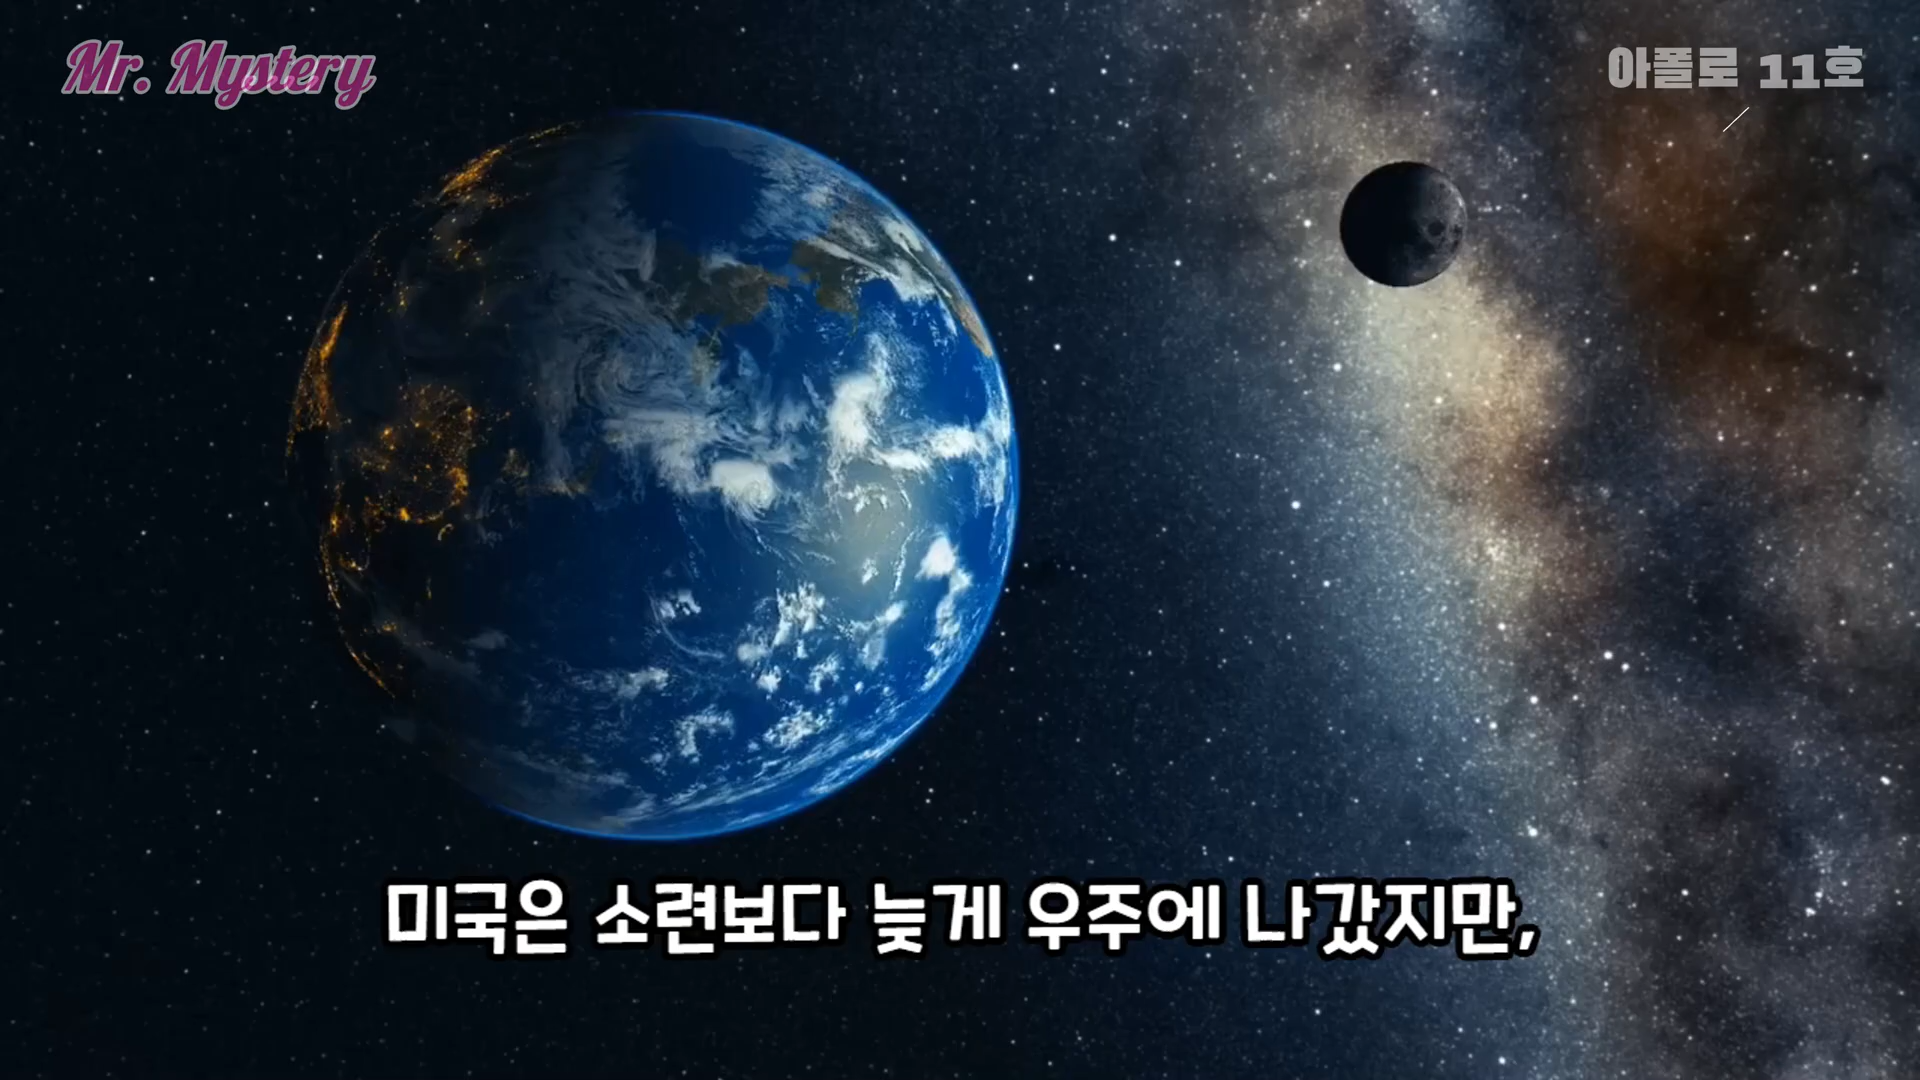 Mr. Mystery
아폴로 11호
미국은 소련보다 늦게 우주에 나갔지만,